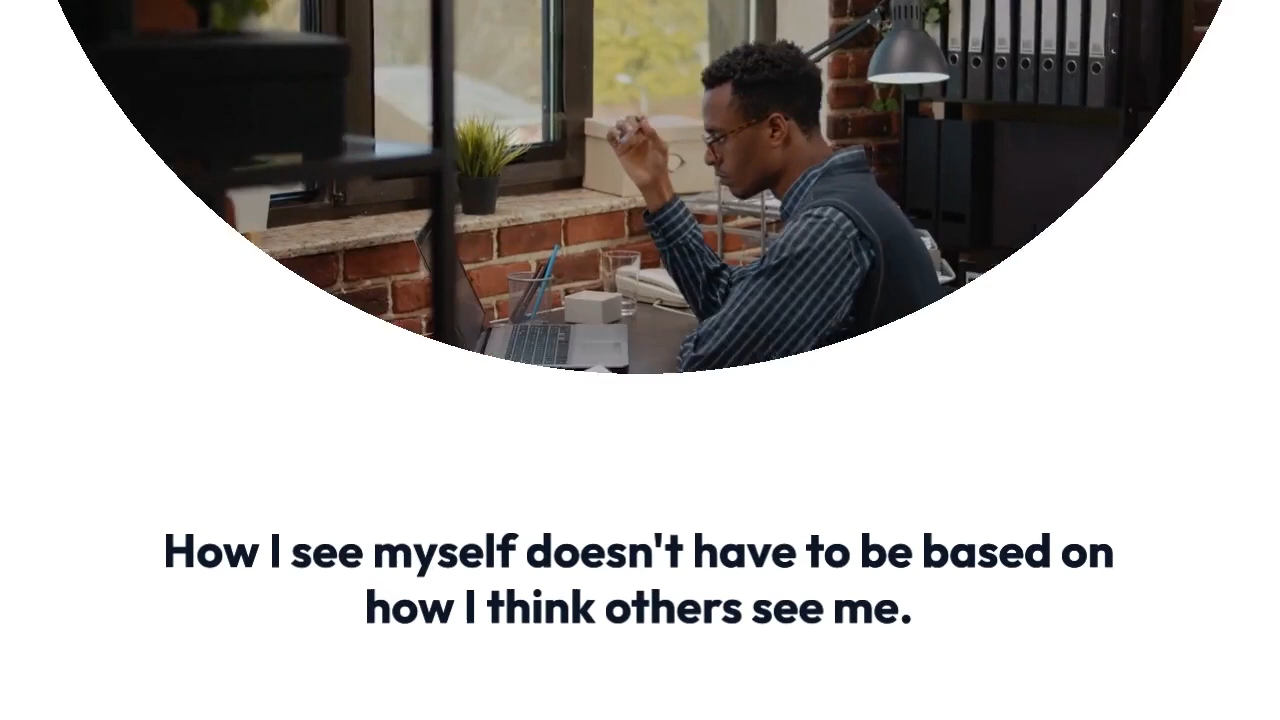 How I see myself doesn't have to be based on
how I think others see me.